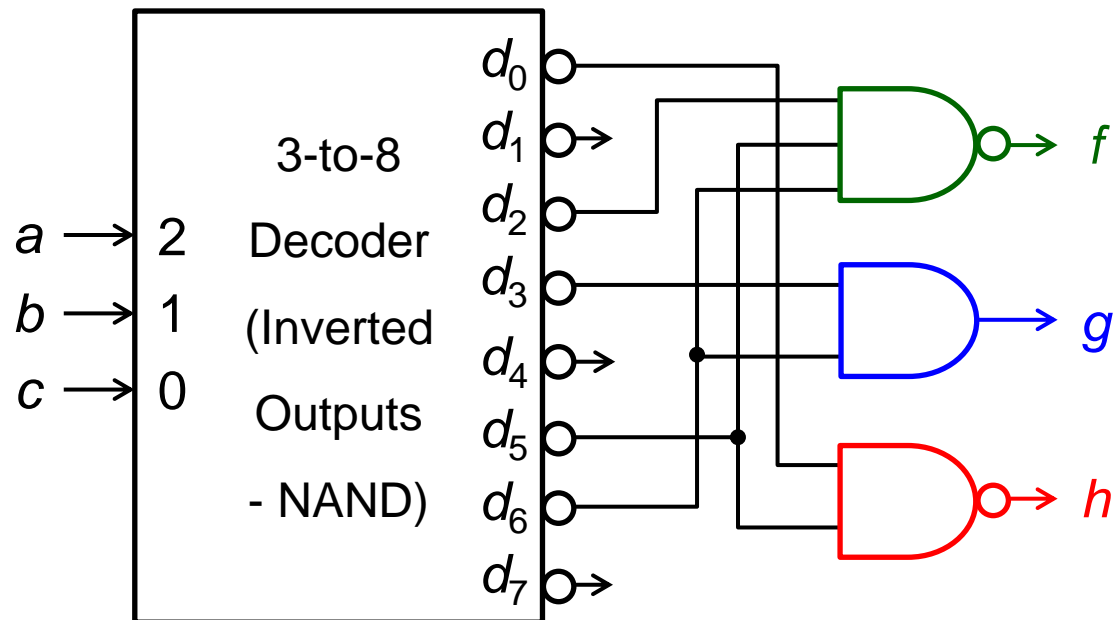 d0
d1
d2
d3
d4
d5
d6
d7
3-to-8
Decoder
(Inverted
Outputs
- NAND)
a 2
b 1
c 0
f
g
h